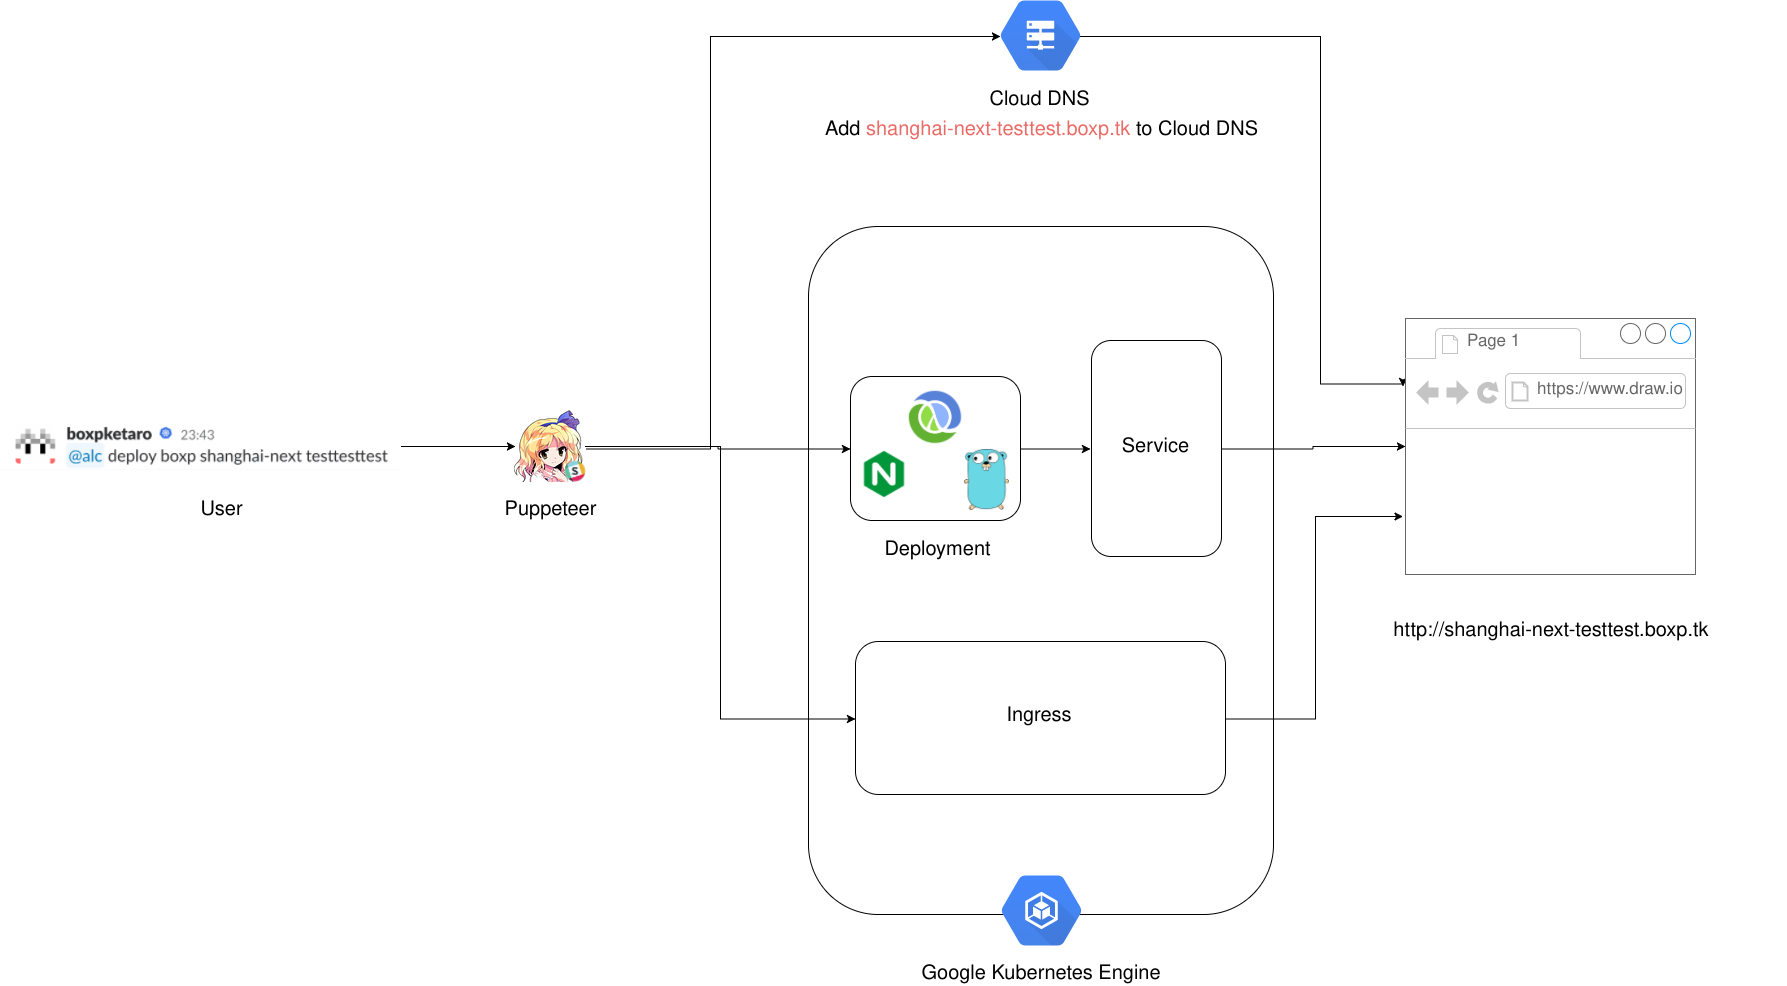 Cloud DNS
Add shanghai-next-testtest.boxp.tk to Cloud DNS
Page 1
https://www.draw.io
boxpketaro 23:43
@alc deploy boxp shanghai-next testtesttest
User
Puppeteer
S
N
Deployment
Service
http://shanghai-next-testtest.boxp.tk
Ingress
Google Kubernetes Engine